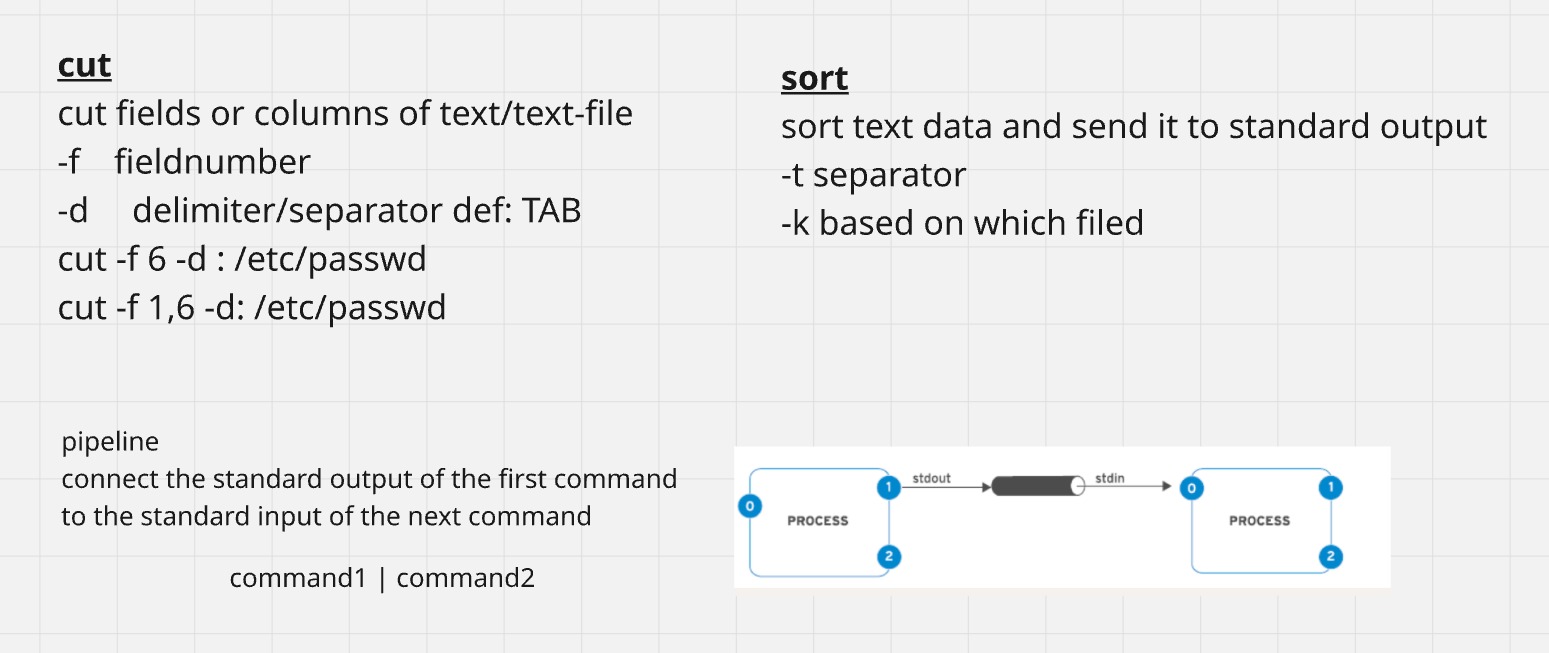 cut
cut fields or columns of text/text-file
-f fieldnumber
-d delimiter/separator def: TAB
cut -f 6 -d : /etc/passwd
cut -f 1,6 -d: /etc/passwd
sort
sort text data and send it to standard output
-t separator
-k based on which filed
pipeline
connect the standard output of the first command
to the standard input of the next command
command1 | command2
0
PROCESS
1
2
stdout
stdin
0
PROCESS
1
2